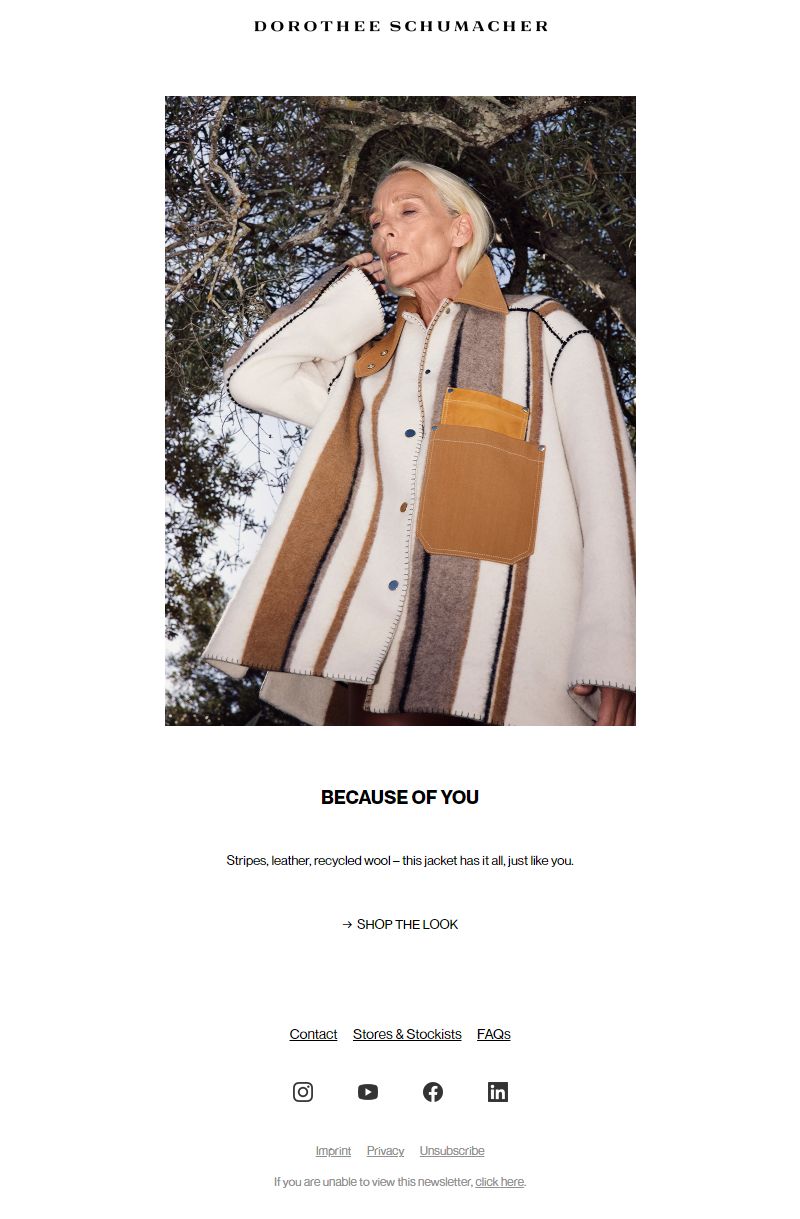 DOROTHEE SCHUMACHER
BECAUSE OF YOU
Stripes, leather, recycled wool – this jacket has it all, just like you.
→ SHOP THE LOOK
Contact Stores & Stockists FAQs
Imprint Privacy Unsubscribe
If you are unable to view this newsletter, click here.